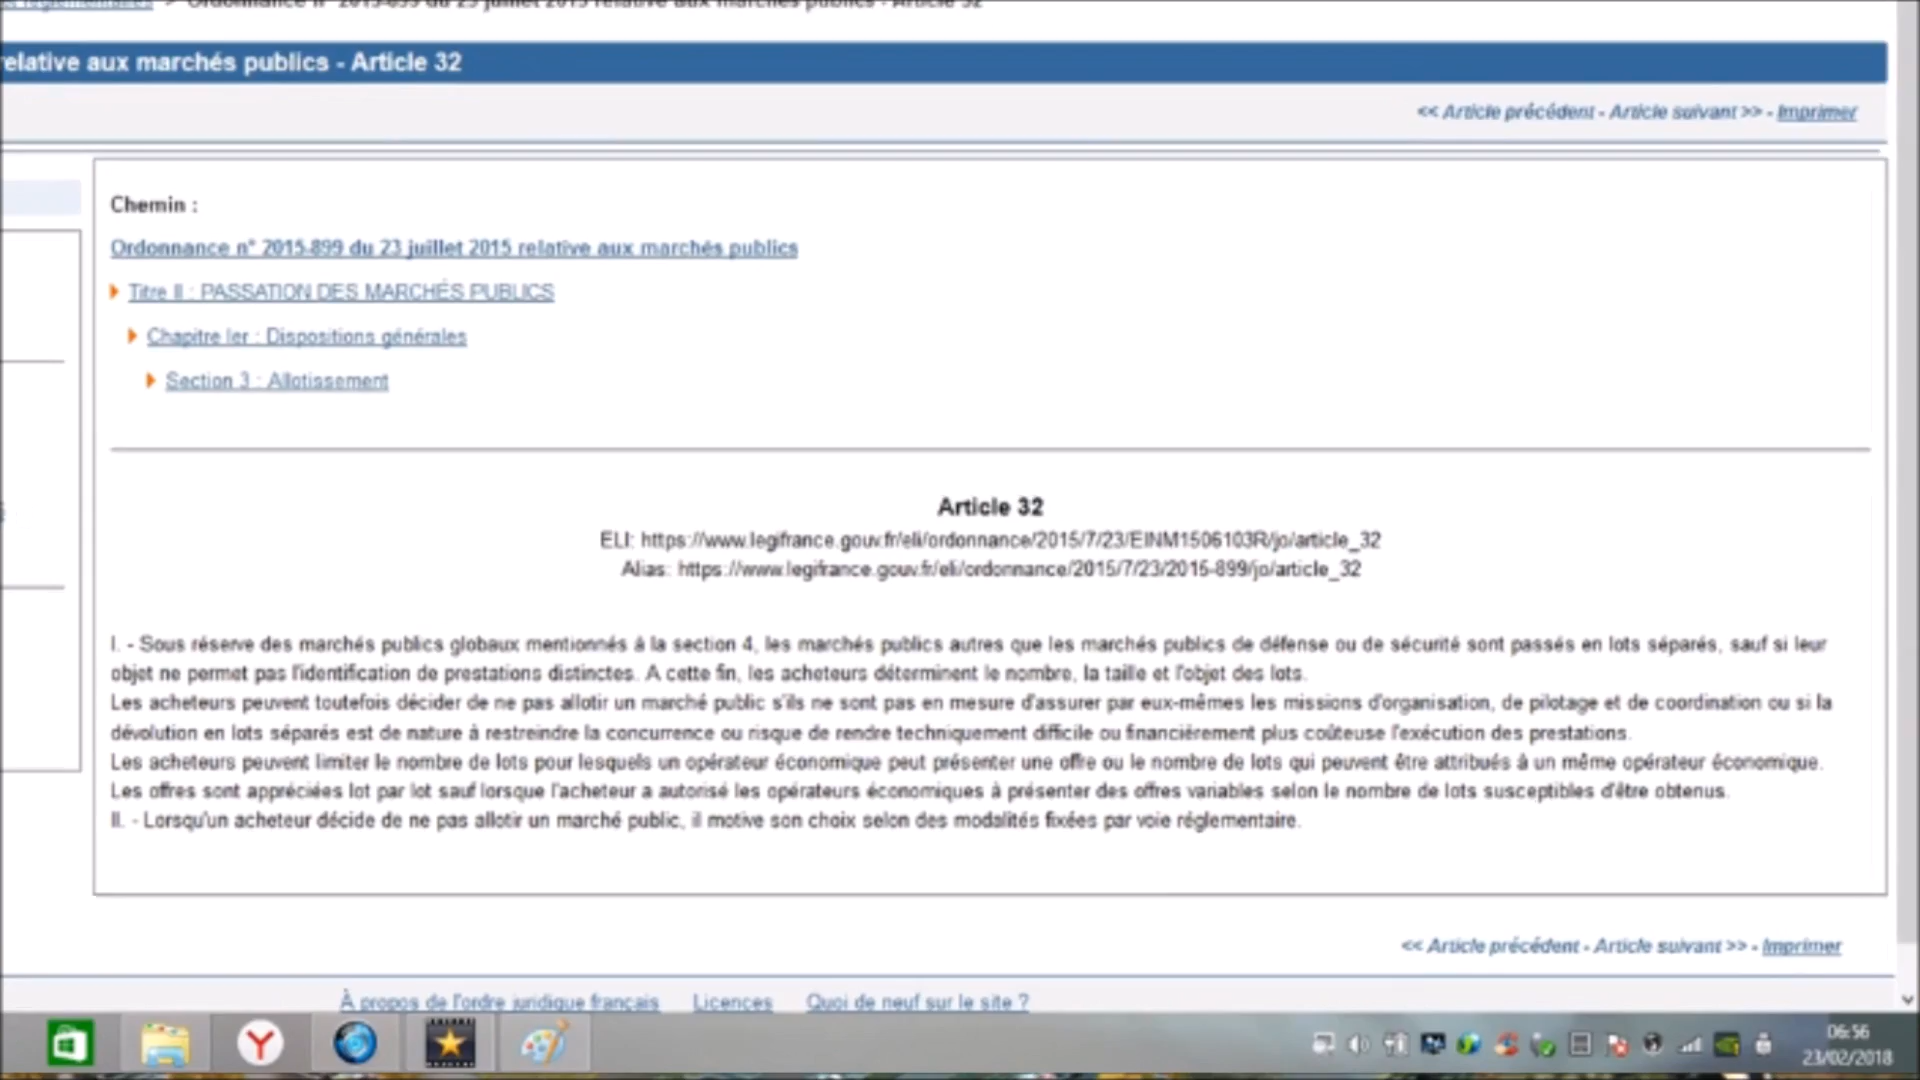 Ordonnance n° 2015-899 du 23 juillet 2015 relative aux marchés publics - Article 32
relative aux marchés publics - Article 32
<< Article précédent - Article suivant >> - Imprimer
Chemin :
Ordonnance n° 2015-899 du 23 juillet 2015 relative aux marchés publics
Titre II : PASSATION DES MARCHÉS PUBLICS
Chapitre Ier : Dispositions générales
Section 3 : Allotissement
Article 32
ELI: https://www.legifrance.gouv.fr/eli/ordonnance/2015/7/23/EINM1506103R/jo/article_32
Alias: https://www.legifrance.gouv.fr/eli/ordonnance/2015/7/23/2015-899/jo/article_32
I. - Sous réserve des marchés publics globaux mentionnés à la section 4, les marchés publics autres que les marchés publics de défense ou de sécurité sont passés en lots séparés, sauf si leur
objet ne permet pas l'identification de prestations distinctes. A cette fin, les acheteurs déterminent le nombre, la taille et l'objet des lots.
Les acheteurs peuvent toutefois décider de ne pas allotir un marché public s'ils ne sont pas en mesure d'assurer par eux-mêmes les missions d'organisation, de pilotage et de coordination ou si la
dévolution en lots séparés est de nature à restreindre la concurrence ou risque de rendre techniquement difficile ou financièrement plus coûteuse l'exécution des prestations.
Les acheteurs peuvent limiter le nombre de lots pour lesquels un opérateur économique peut présenter une offre ou le nombre de lots qui peuvent être attribués à un même opérateur économique.
Les offres sont appréciées lot par lot sauf lorsque l'acheteur a autorisé les opérateurs économiques à présenter des offres variables selon le nombre de lots susceptibles d'être obtenus.
II. - Lorsqu'un acheteur décide de ne pas allotir un marché public, il motive son choix selon des modalités fixées par voie réglementaire.
<< Article précédent - Article suivant >> - Imprimer
À propos de l'ordre juridique français Licences Quoi de neuf sur le site ?
06:56
23/02/2018